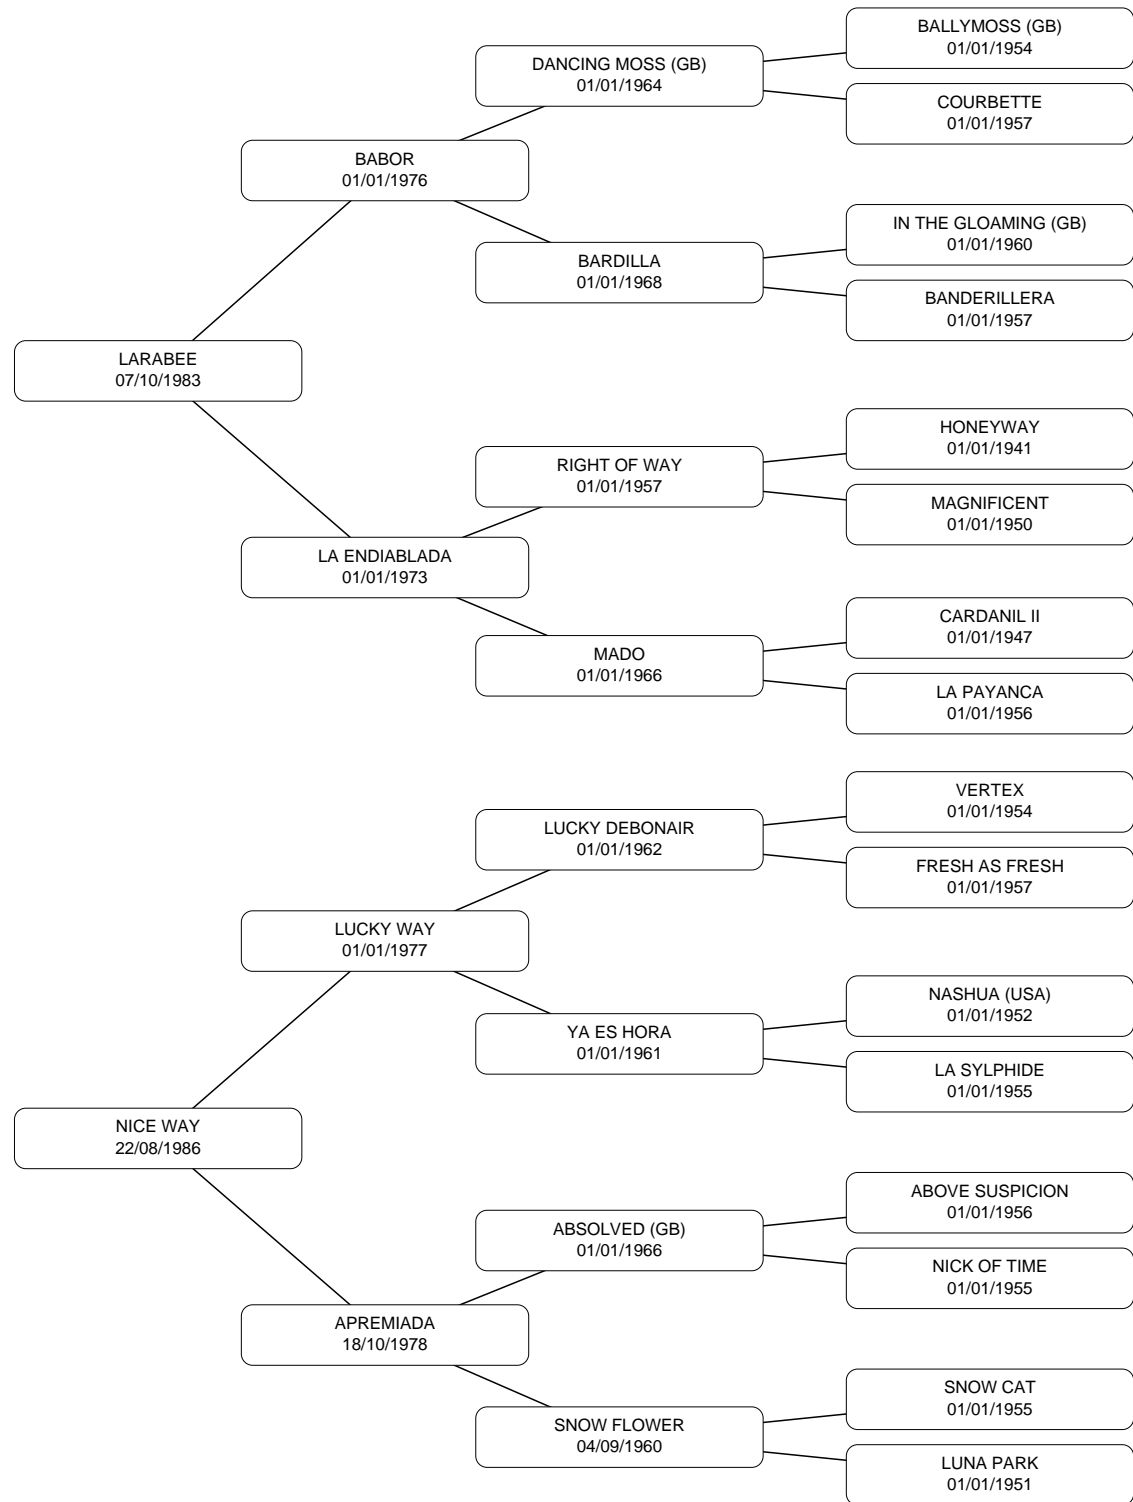 BALLYMOSS (GB)
01/01/1954
DANCING MOSS (GB)
01/01/1964
COURBETTE
01/01/1957
BABOR
01/01/1976
IN THE GLOAMING (GB)
01/01/1960
BARDILLA
01/01/1968
BANDERILLERA
01/01/1957
LARABEE
07/10/1983
HONEYWAY
01/01/1941
RIGHT OF WAY
01/01/1957
MAGNIFICENT
01/01/1950
LA ENDIABLADA
01/01/1973
CARDANIL II
01/01/1947
MADO
01/01/1966
LA PAYANCA
01/01/1956
VERTEX
01/01/1954
LUCKY DEBONAIR
01/01/1962
FRESH AS FRESH
01/01/1957
LUCKY WAY
01/01/1977
NASHUA (USA)
01/01/1952
YA ES HORA
01/01/1961
LA SYLPHIDE
01/01/1955
NICE WAY
22/08/1986
ABOVE SUSPICION
01/01/1956
ABSOLVED (GB)
01/01/1966
NICK OF TIME
01/01/1955
APREMIADA
18/10/1978
SNOW CAT
01/01/1955
SNOW FLOWER
04/09/1960
LUNA PARK
01/01/1951